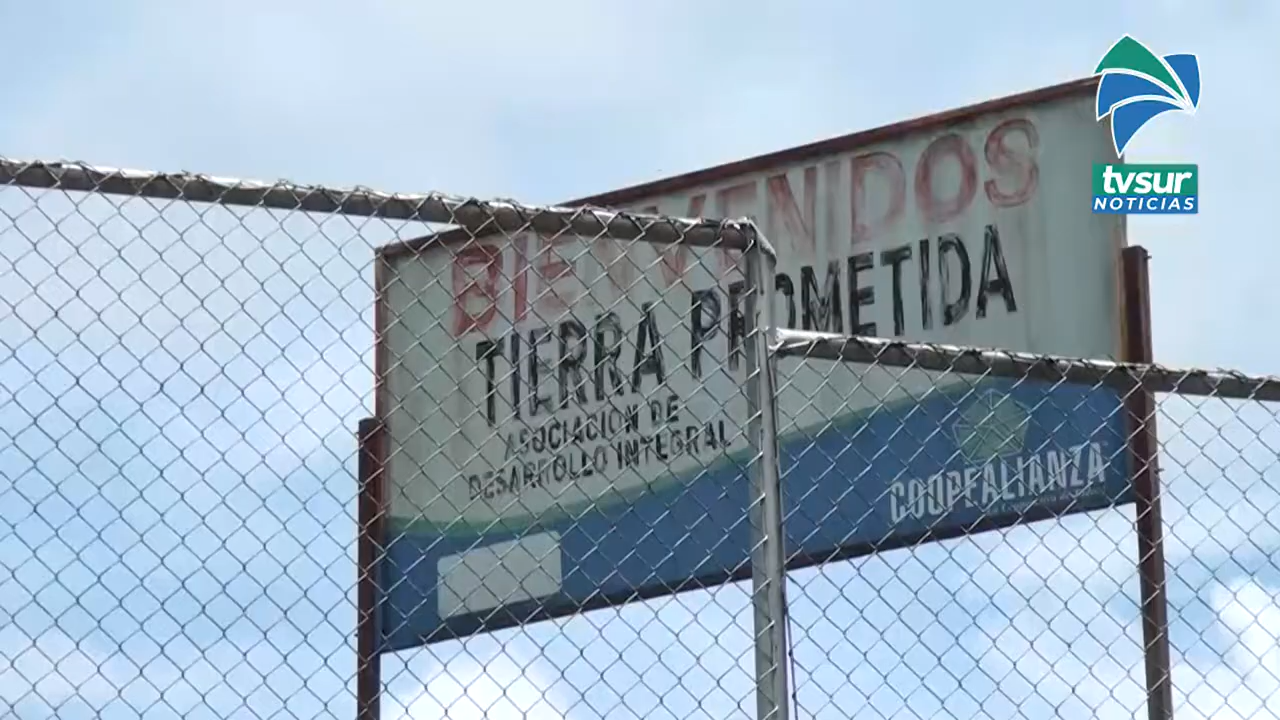 BIENVENIDOS
TIERRA PROMETIDA
ASOCIACION DE
DESARROLLO INTEGRAL
COOPEALIANZA
tvsur
NOTICIAS